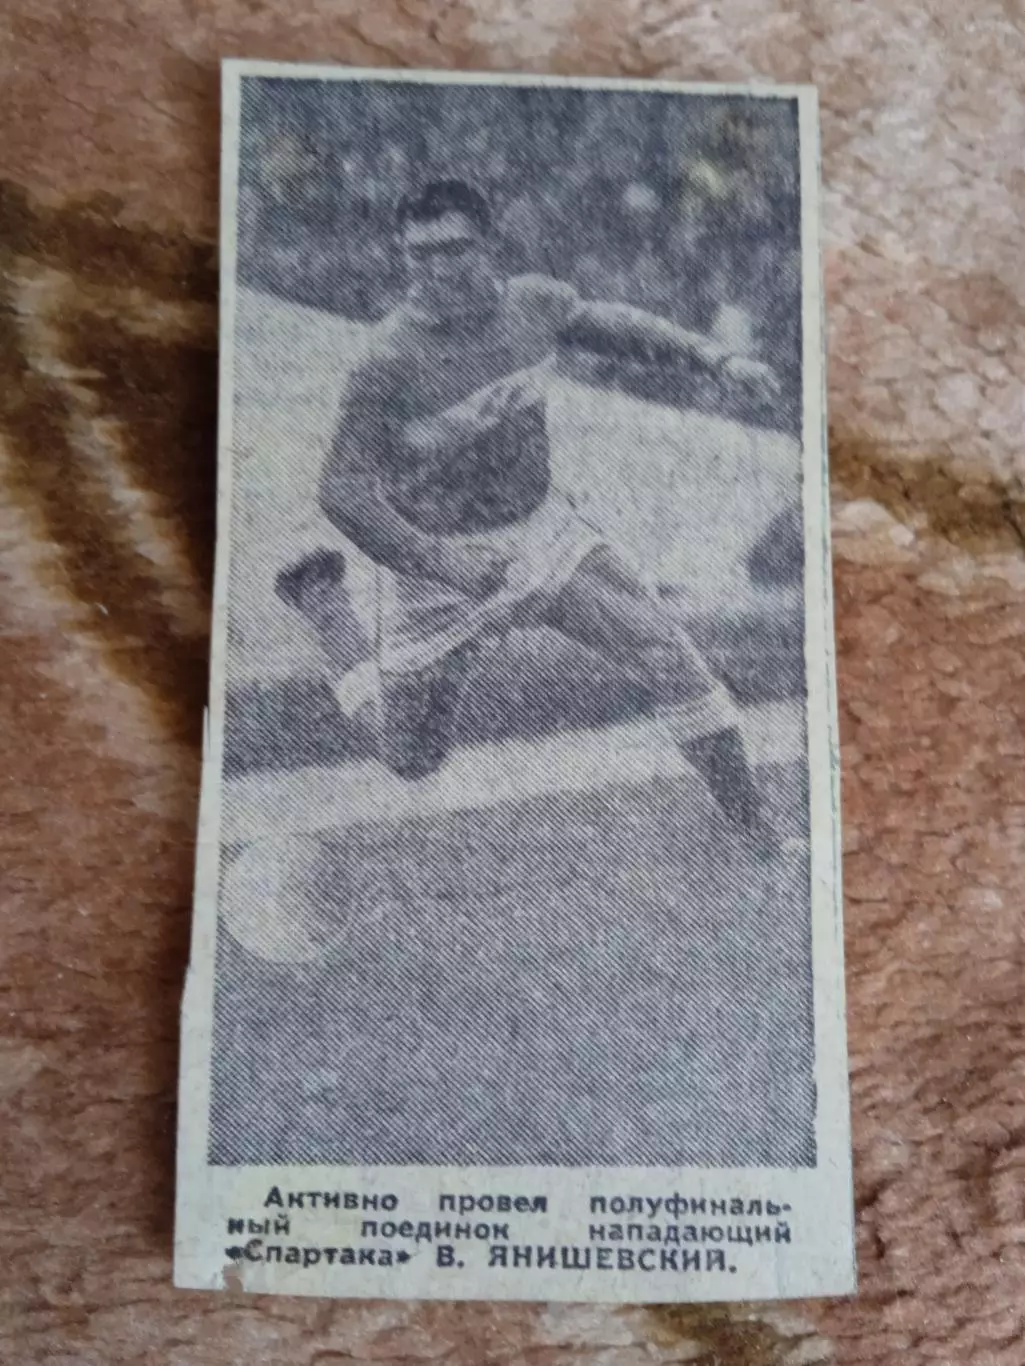 Активно провел полуфиналь-
ный поединок нападающий
«Спартака» В. ЯНИШЕВСКИЙ.